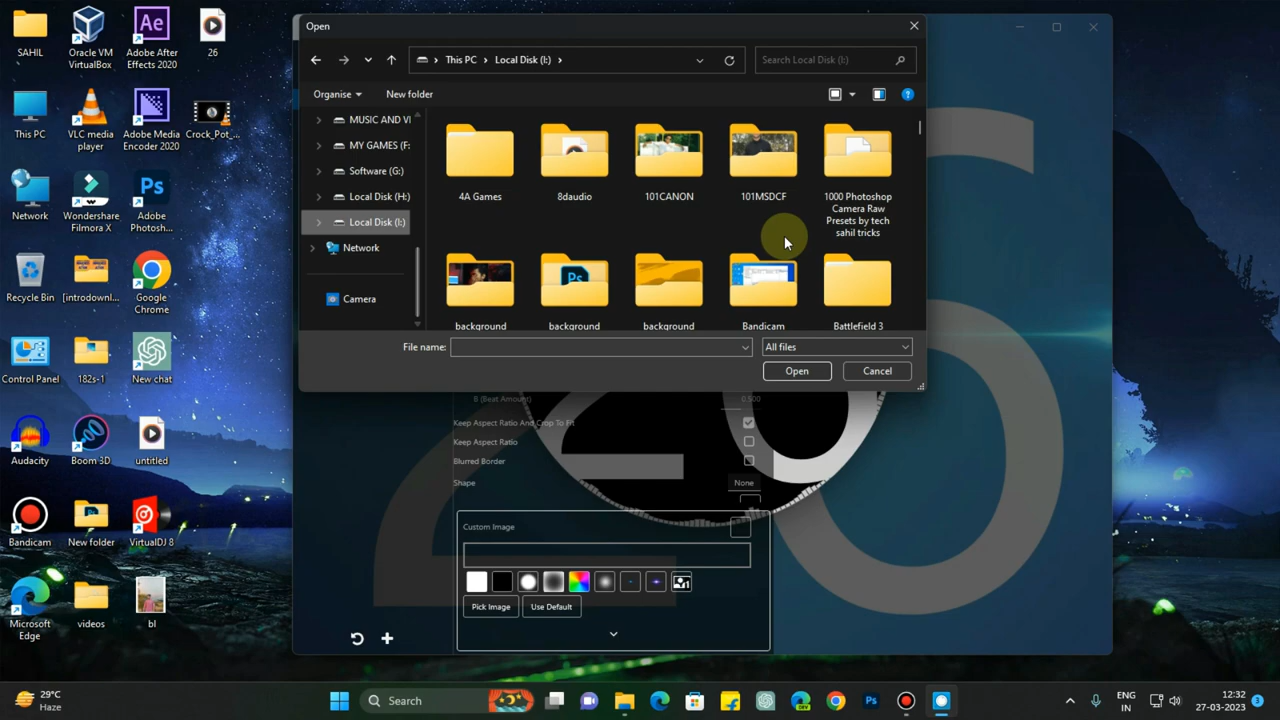 SAHIL
Oracle VM
VirtualBox
Adobe After
Effects 2020
26
This PC
VLC media
player
Adobe Media
Encoder 2020
Crock_Pot_...
Network
Wondershare
Filmora X
Adobe
Photosh...
Recycle Bin
[introdownl...
Google
Chrome
Control Panel
182s-1
New chat
Audacity
Boom 3D
untitled
Bandicam
New folder
VirtualDJ 8
Microsoft
Edge
videos
bl
Open
This PC > Local Disk (I:) >
Search Local Disk (I:)
Organise
New folder
MUSIC AND VI
MY GAMES (F:
Software (G:)
Local Disk (H:)
Local Disk (I:)
Network
Camera
4A Games
8daudio
101CANON
101MSDCF
1000 Photoshop
Camera Raw
Presets by tech
sahil tricks
background
background
background
Bandicam
Battlefield 3
File name:
All files
Open
Cancel
B (Beat Amount)
0.500
Keep Aspect Ratio And Crop To Fit
Keep Aspect Ratio
Blurred Border
Shape
None
Custom Image
Pick Image
Use Default
29°C
Haze
Search
ENG
IN
12:32
27-03-2023